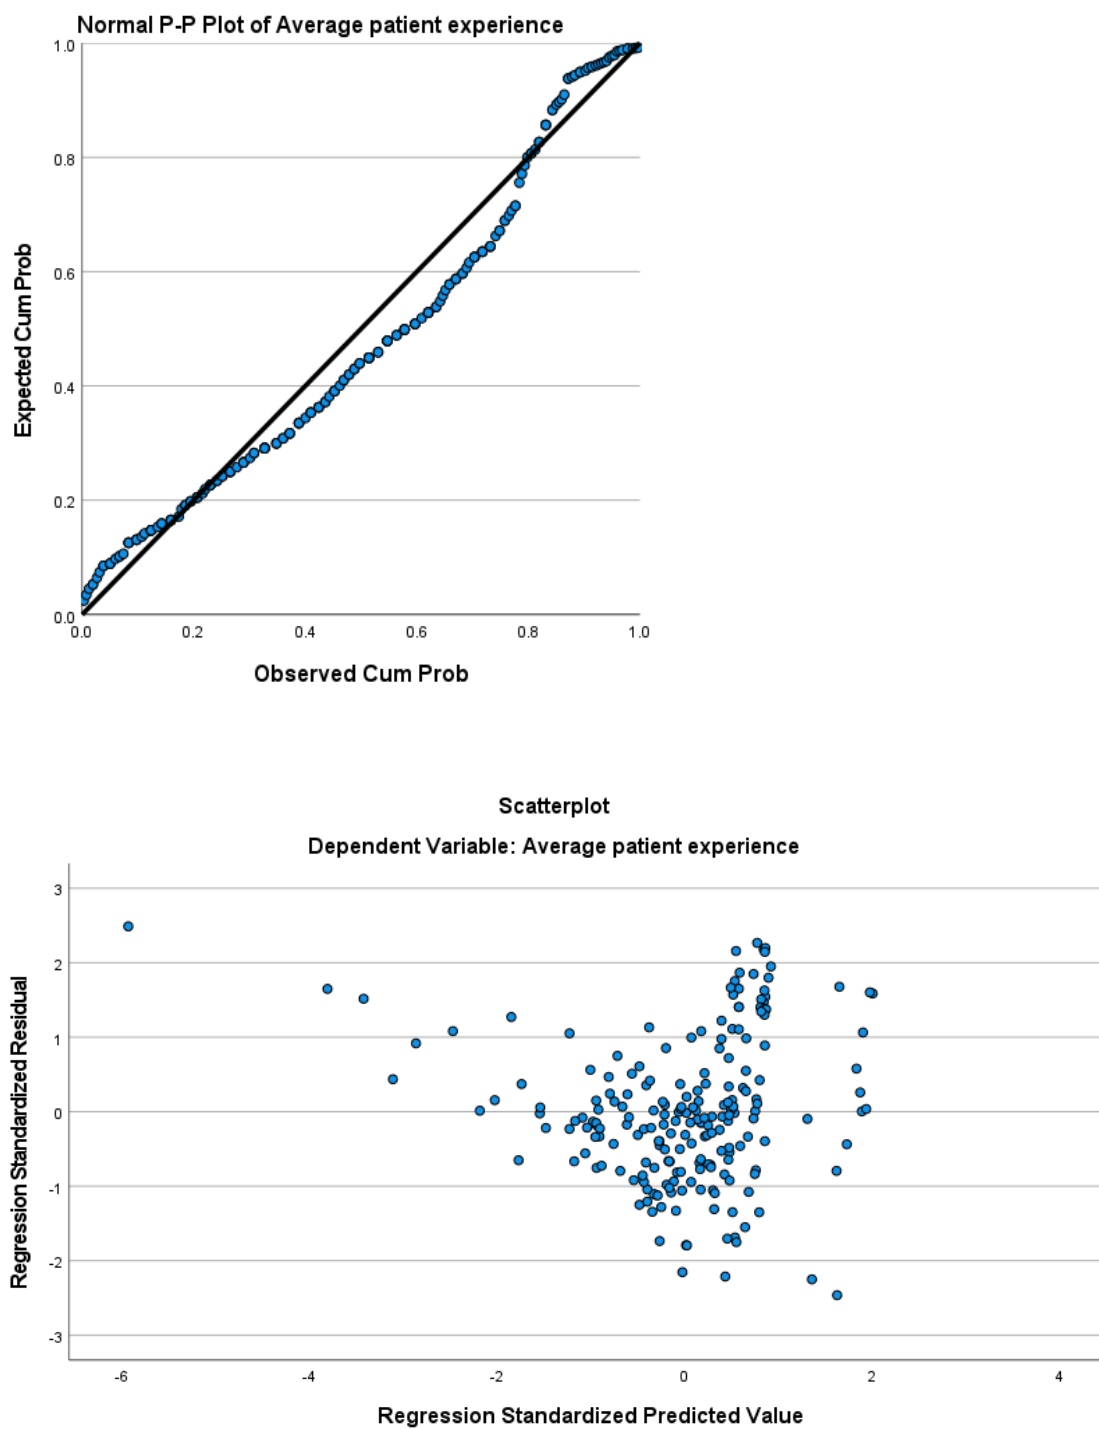 Normal P-P Plot of Average patient experience
1.0
0.8
0.6
0.4
0.2
0.0
Expected Cum Prob
0.0 0.2 0.4 0.6 0.8 1.0
Observed Cum Prob
Scatterplot
Dependent Variable: Average patient experience
3
2
1
0
-1
-2
-3
Regression Standardized Residual
-6 -4 -2 0 2 4
Regression Standardized Predicted Value